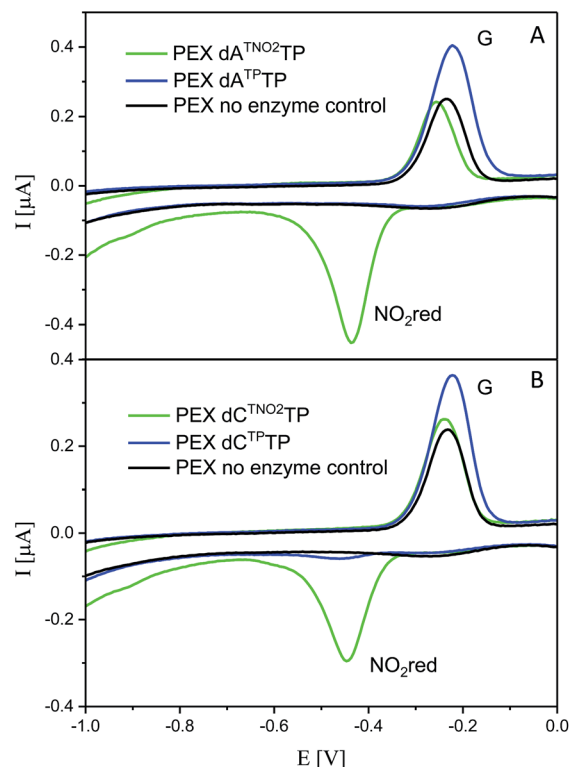 0.4
0.2
0.0
-0.2
-0.4
I [µA]
PEX dA^TNO2TP
PEX dA^TPTP
PEX no enzyme control
G
A
NO₂red
0.4
0.2
0.0
-0.2
-0.4
I [µA]
PEX dC^TNO2TP
PEX dC^TPTP
PEX no enzyme control
G
B
NO₂red
-1.0 -0.8 -0.6 -0.4 -0.2 0.0
E [V]